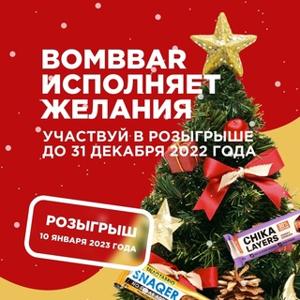 BOMBBAR
ИСПОЛНЯЕТ
ЖЕЛАНИЯ
УЧАСТВУЙ В РОЗЫГРЫШЕ
ДО 31 ДЕКАБРЯ 2022 ГОДА
РОЗЫГРЫШ
10 ЯНВАРЯ 2023 ГОДА
CHIKA
LAYERS
SNAQER